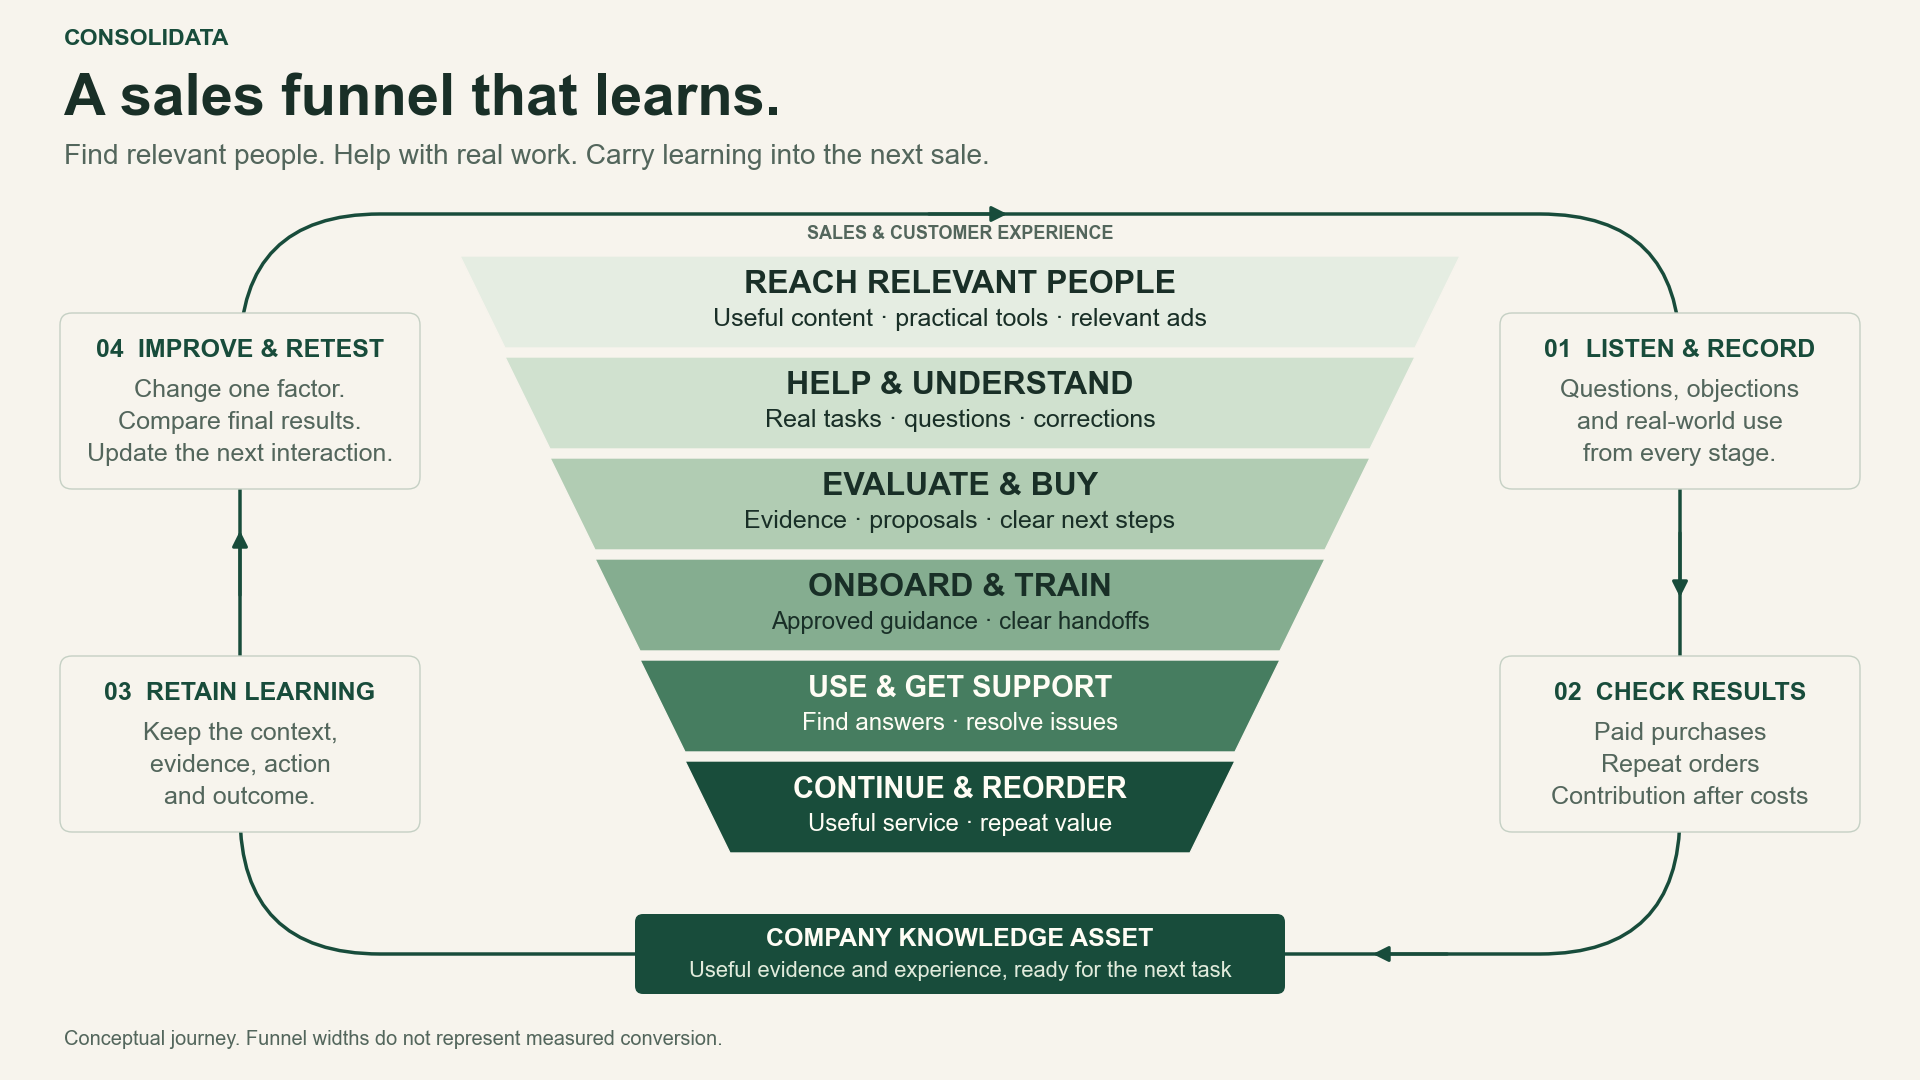 CONSOLIDATA
A sales funnel that learns.
Find relevant people. Help with real work. Carry learning into the next sale.
SALES & CUSTOMER EXPERIENCE
REACH RELEVANT PEOPLE
Useful content · practical tools · relevant ads
HELP & UNDERSTAND
Real tasks · questions · corrections
EVALUATE & BUY
Evidence · proposals · clear next steps
ONBOARD & TRAIN
Approved guidance · clear handoffs
USE & GET SUPPORT
Find answers · resolve issues
CONTINUE & REORDER
Useful service · repeat value
01 LISTEN & RECORD
Questions, objections
and real-world use
from every stage.
02 CHECK RESULTS
Paid purchases
Repeat orders
Contribution after costs
COMPANY KNOWLEDGE ASSET
Useful evidence and experience, ready for the next task
03 RETAIN LEARNING
Keep the context,
evidence, action
and outcome.
04 IMPROVE & RETEST
Change one factor.
Compare final results.
Update the next interaction.
Conceptual journey. Funnel widths do not represent measured conversion.